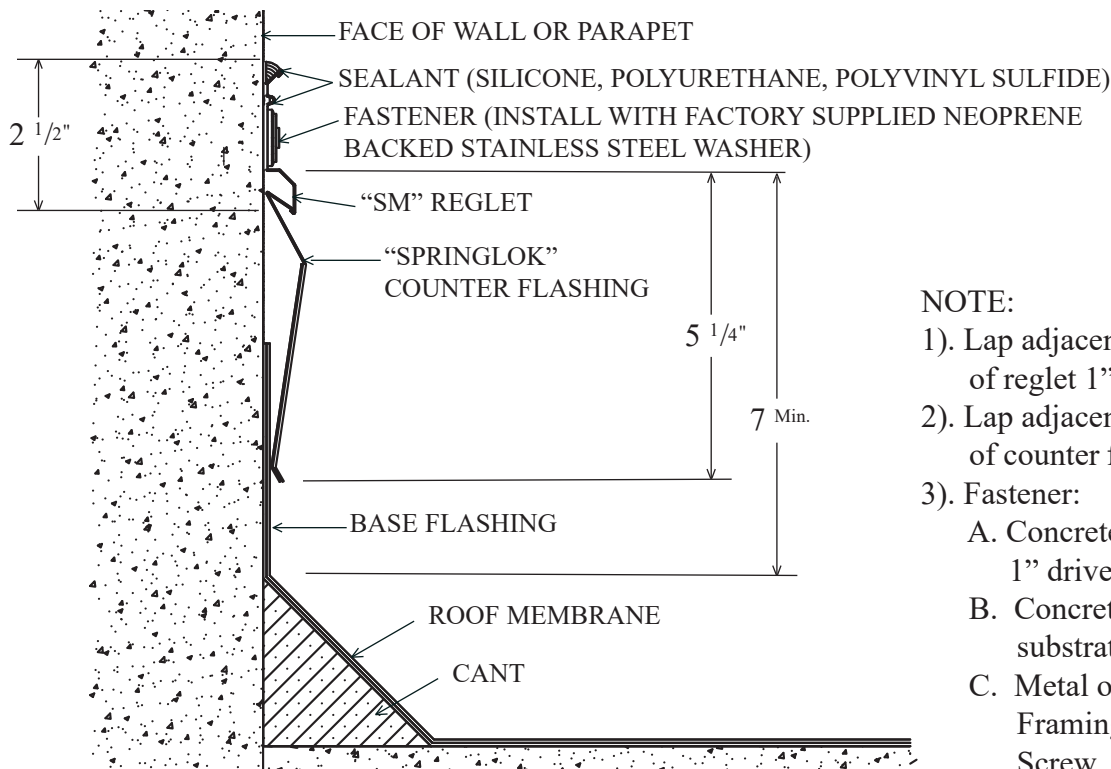 FACE OF WALL OR PARAPET
SEALANT (SILICONE, POLYURETHANE, POLYVINYL SULFIDE)
FASTENER (INSTALL WITH FACTORY SUPPLIED NEOPRENE
BACKED STAINLESS STEEL WASHER)
2 1/2"
“SM” REGLET
“SPRINGLOK”
COUNTER FLASHING
5 1/4"
7 Min.
BASE FLASHING
ROOF MEMBRANE
CANT
NOTE:
1). Lap adjacen
of reglet 1”
2). Lap adjacen
of counter f
3). Fastener:
A. Concrete
1” drive
B. Concret
substrat
C. Metal o
Framing
Screw